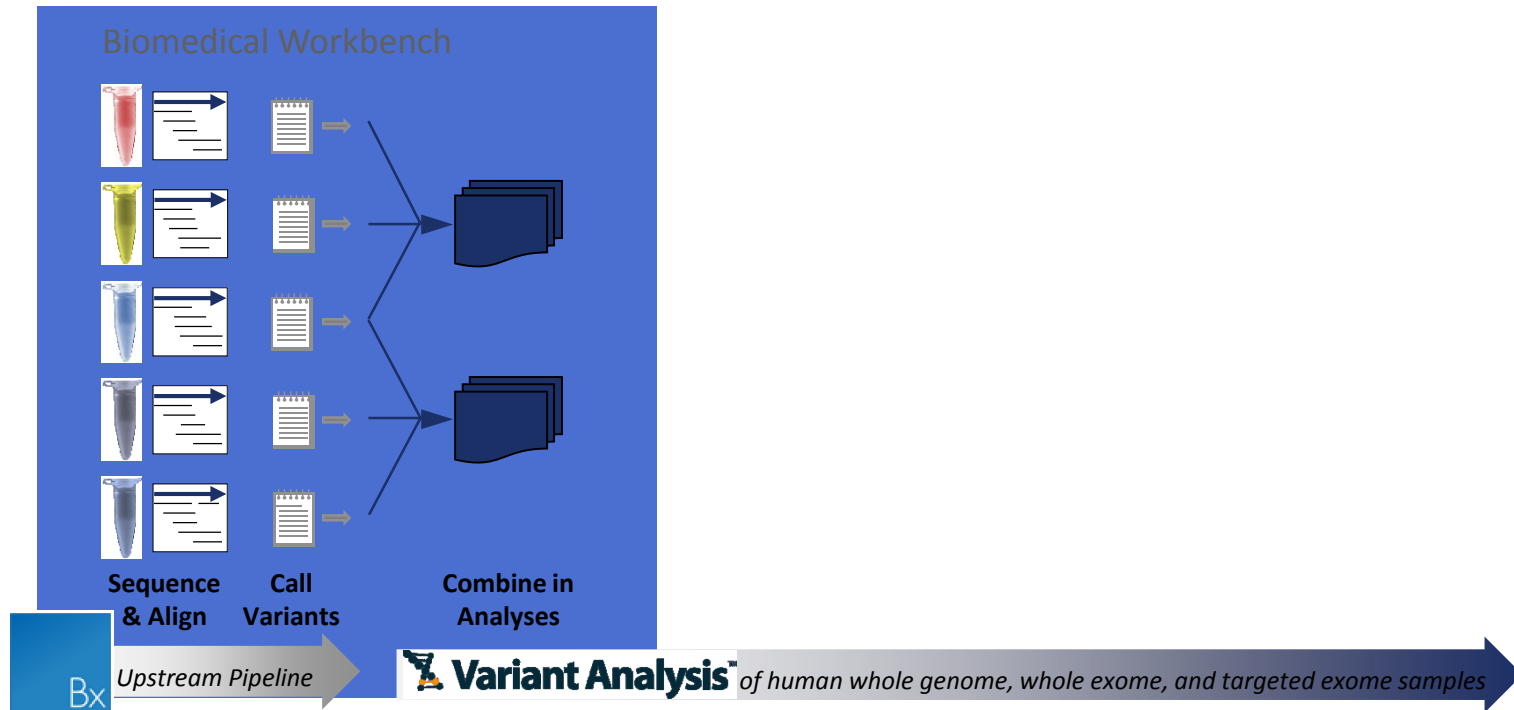 Biomedical Workbench
Sequence
& Align
Call
Variants
Combine in
Analyses
Bx
Upstream Pipeline
Variant Analysis™
of human whole genome, whole exome, and targeted exome samples